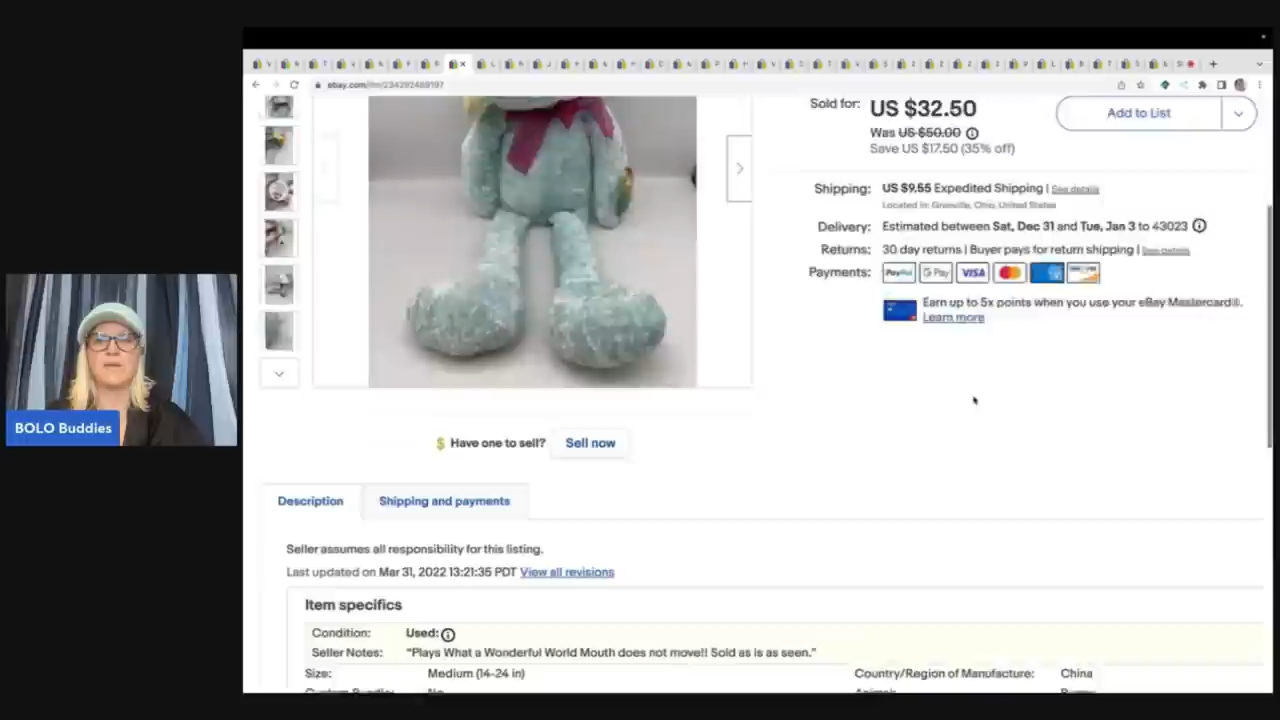 ebay.com/itm/234292489197
Sold for: US $32.50
Add to List
Was US $50.00
Save US $17.50 (35% off)
Shipping: US $9.55 Expedited Shipping | See details
Located in: Granville, Ohio, United States
Delivery: Estimated between Sat, Dec 31 and Tue, Jan 3 to 43023
Returns: 30 day returns | Buyer pays for return shipping | See details
Payments: PayPal G Pay VISA
Earn up to 5x points when you use your eBay Mastercard®.
Learn more
BOLO Buddies
$ Have one to sell? Sell now
Description Shipping and payments
Seller assumes all responsibility for this listing.
Last updated on Mar 31, 2022 13:21:35 PDT View all revisions
Item specifics
Condition: Used:
Seller Notes: "Plays What a Wonderful World Mouth does not move!! Sold as is as seen."
Size: Medium (14-24 in) Country/Region of Manufacture: China